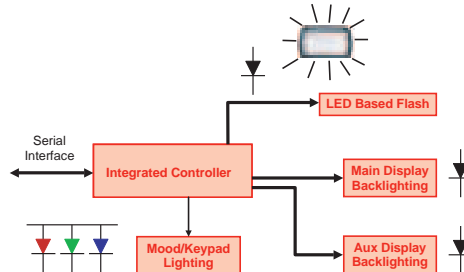 LED Based Flash
Serial
Interface
Integrated Controller
Main Display
Backlighting
Mood/Keypad
Lighting
Aux Display
Backlighting